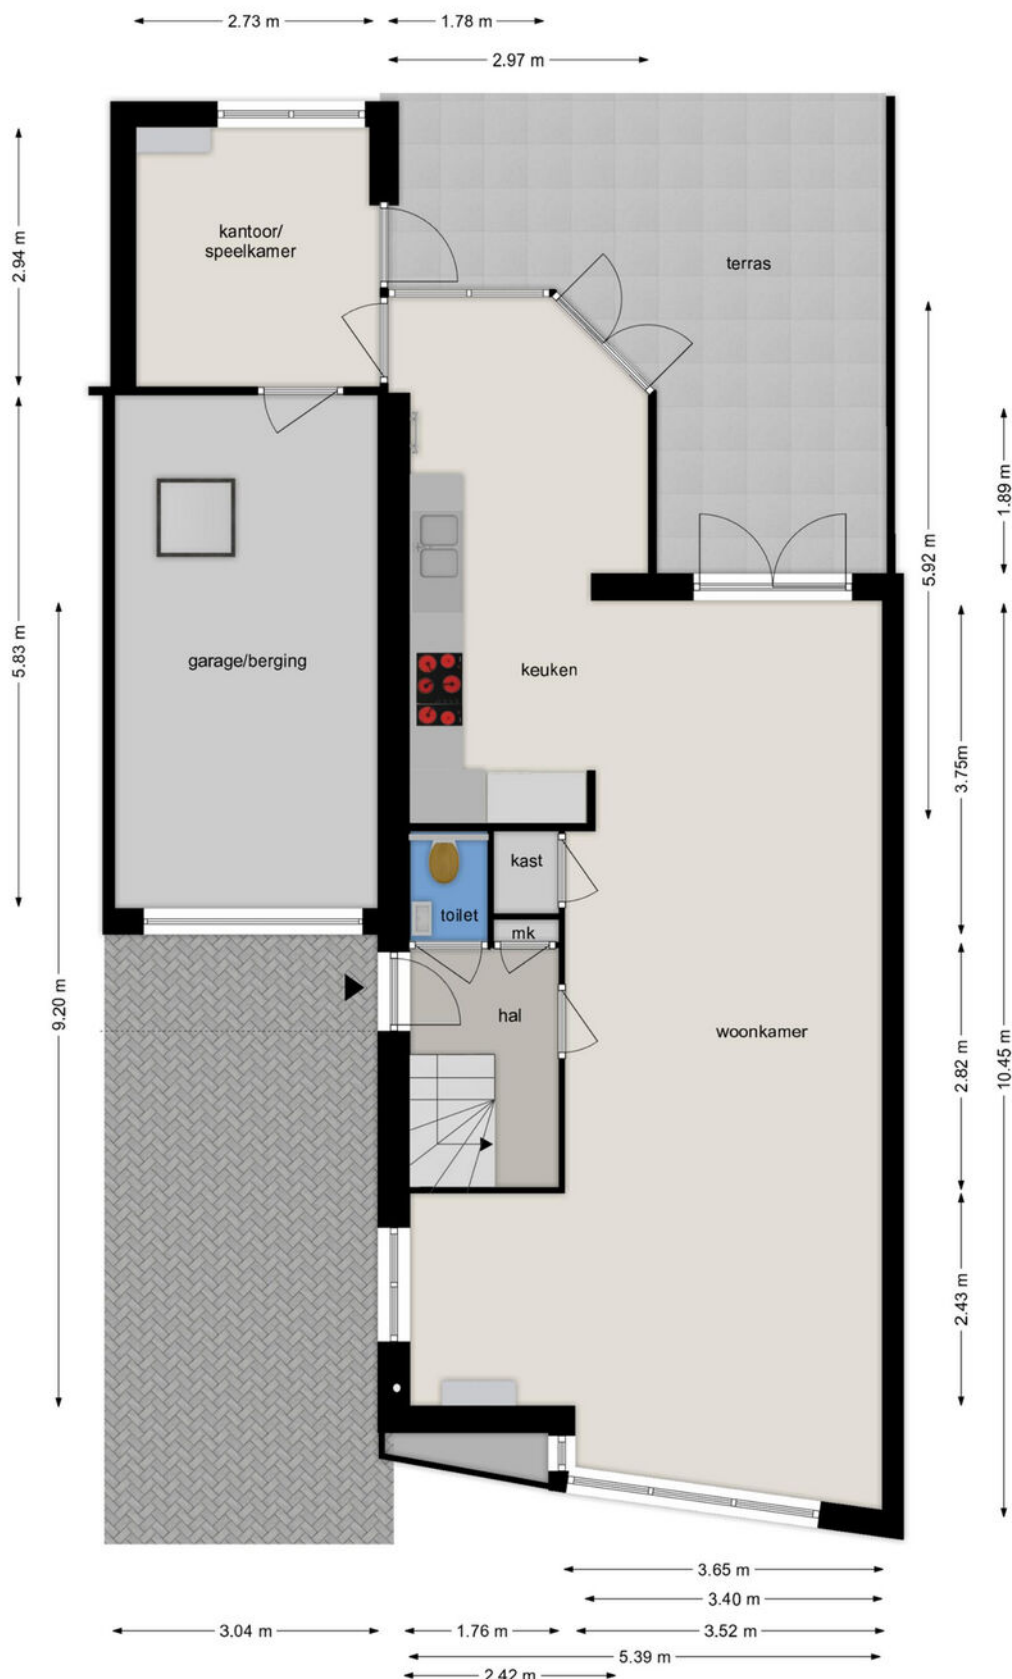 2.73 m
1.78 m
2.97 m
kantoor/
speelkamer
2.94 m
terras
1.89 m
5.92 m
5.83 m
garage/berging
keuken
3.75m
kast
toilet
mk
9.20 m
hal
woonkamer
2.82 m
10.45 m
2.43 m
3.65 m
3.40 m
3.04 m
1.76 m
3.52 m
5.39 m
2.42 m